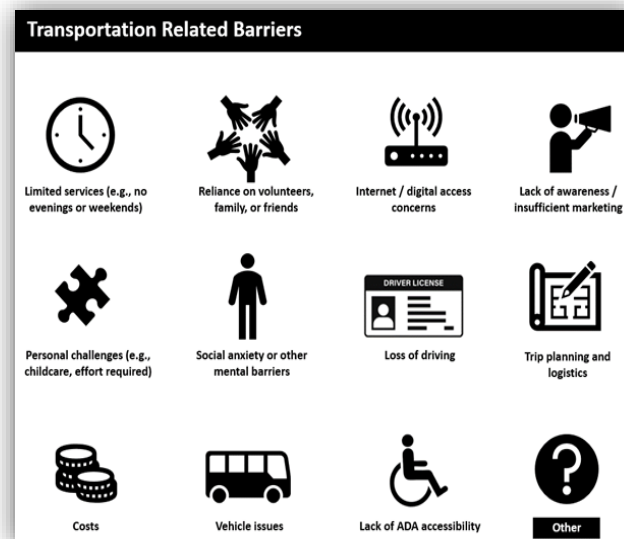 Transportation Related Barriers
Limited services (e.g., no
evenings or weekends)
Reliance on volunteers,
family, or friends
Internet / digital access
concerns
Lack of awareness /
insufficient marketing
Personal challenges (e.g.,
childcare, effort required)
Social anxiety or other
mental barriers
DRIVER LICENSE
Loss of driving
Trip planning and
logistics
Costs
Vehicle issues
Lack of ADA accessibility
Other